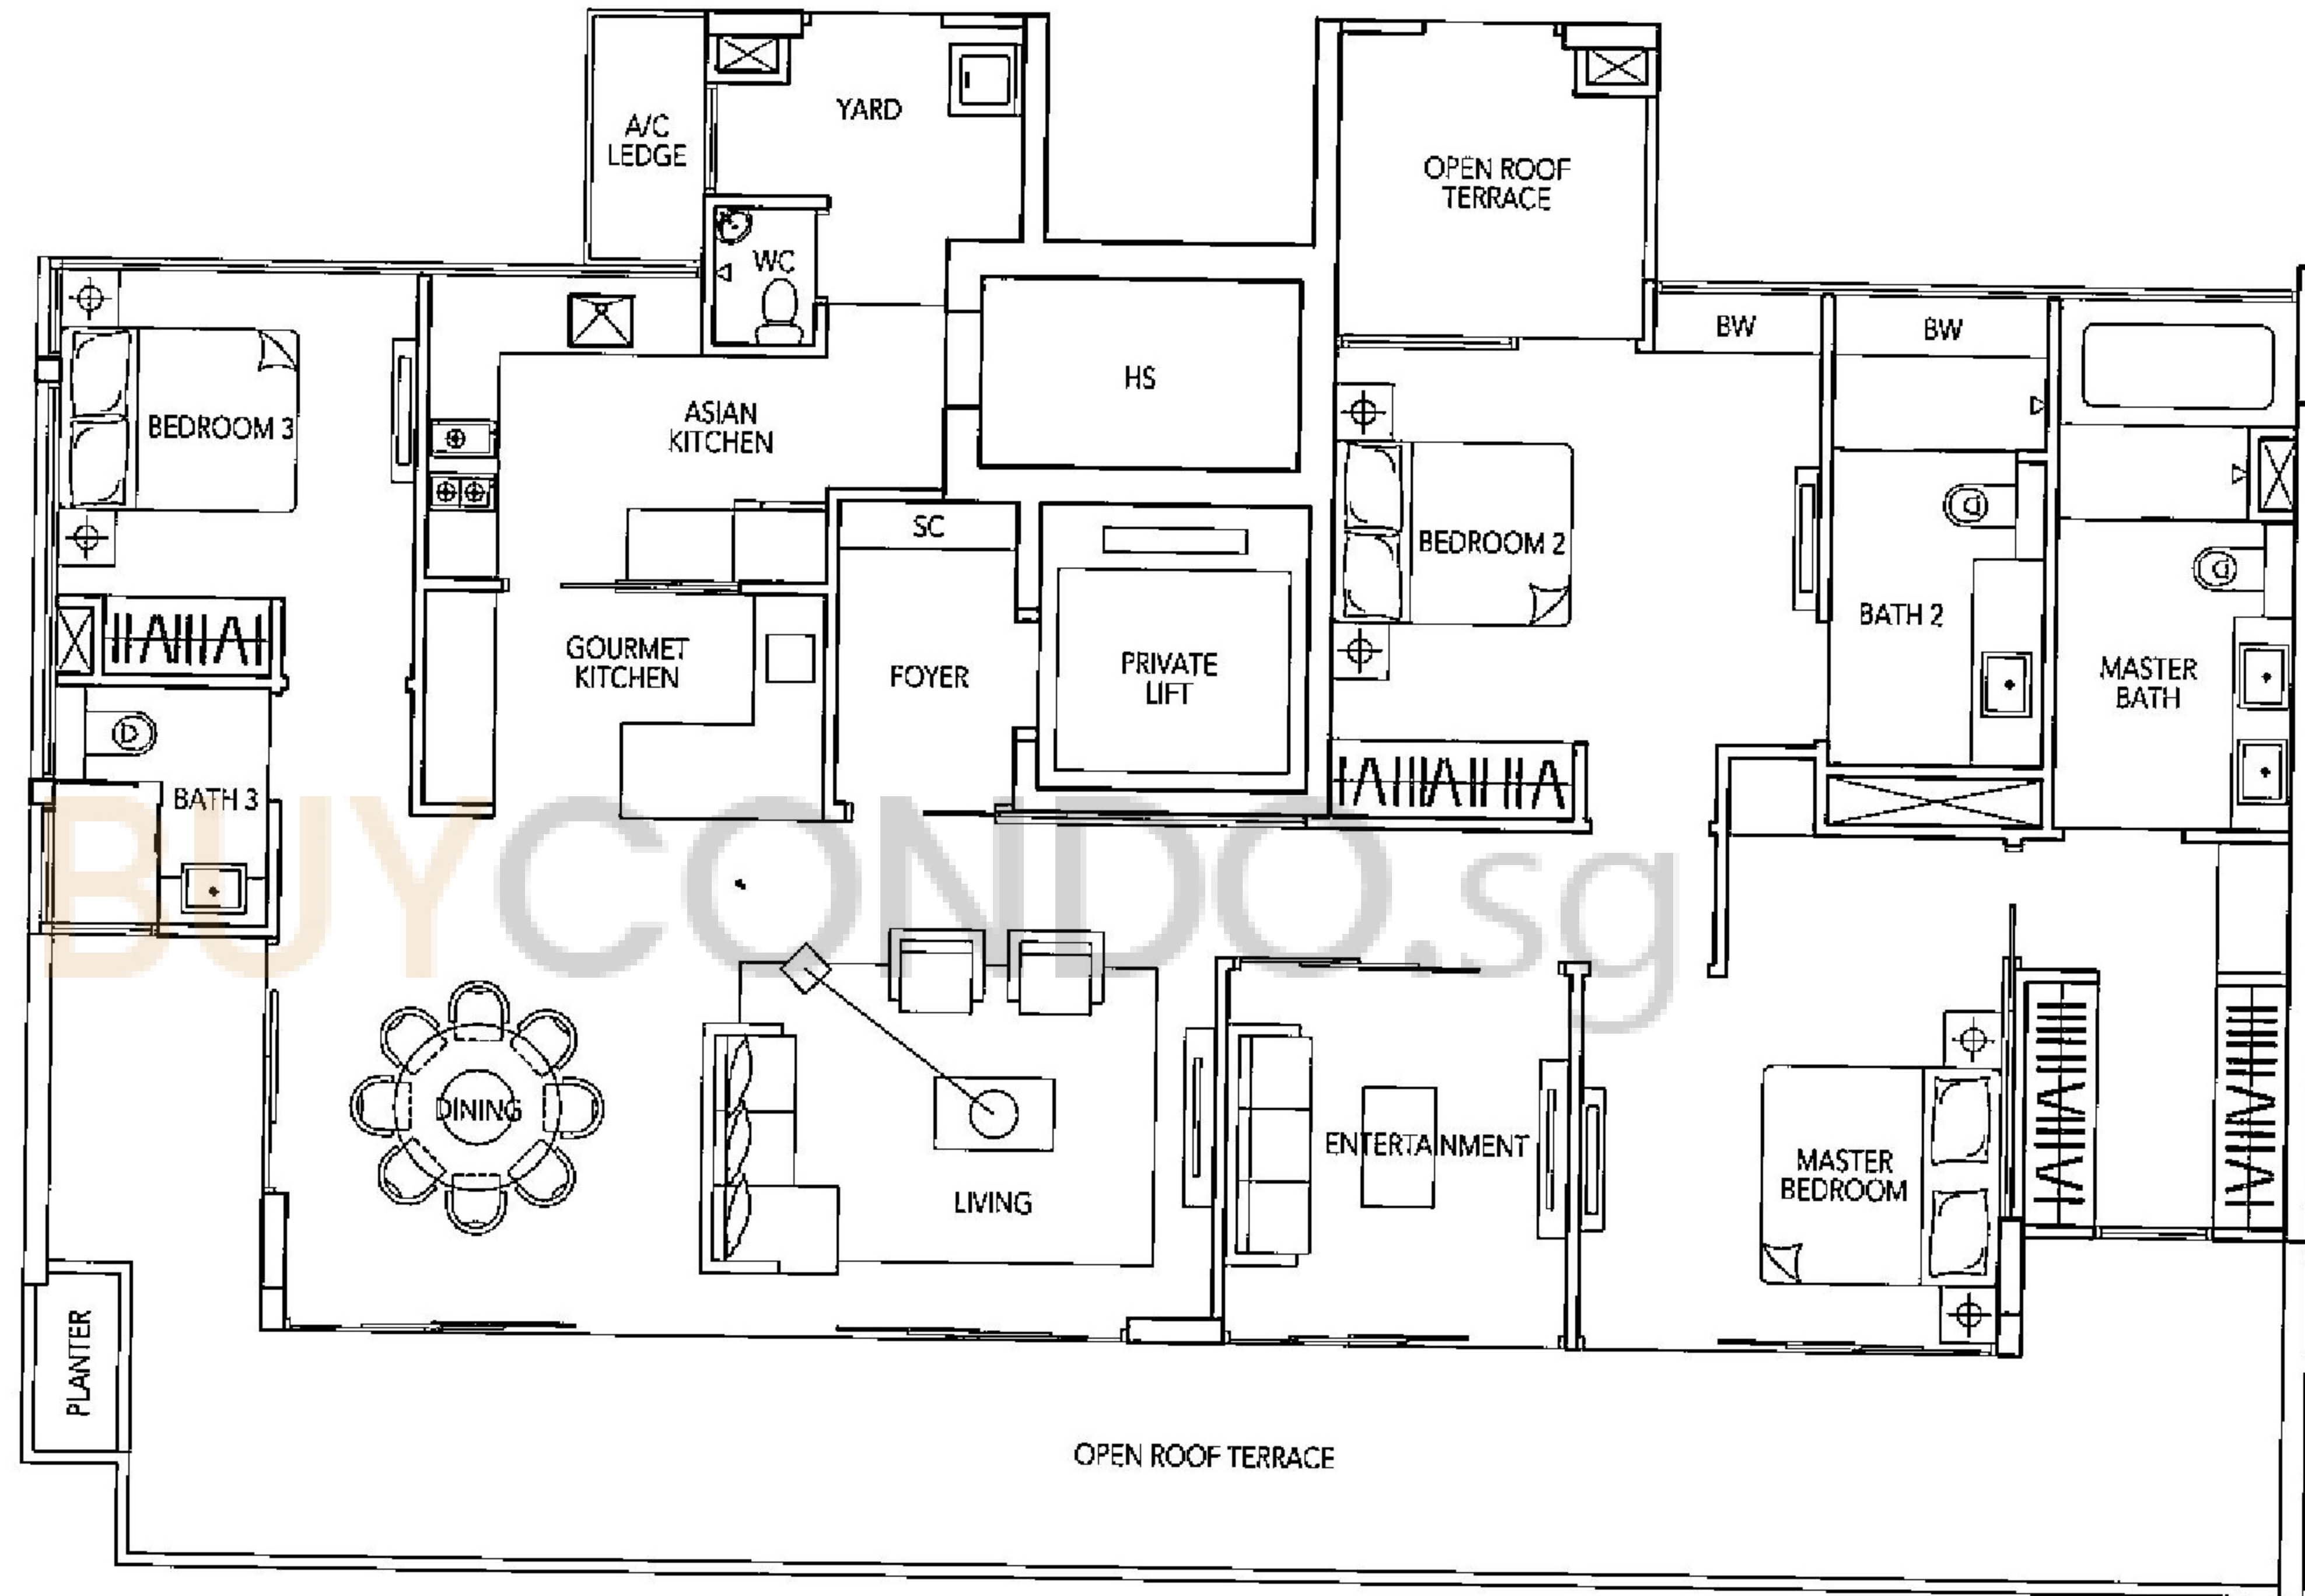 YARD
A/C
LEDGE
OPEN ROOF
TERRACE
WC
BW
BW
HS
ASIAN
KITCHEN
BEDROOM 3
SC
BEDROOM 2
BATH 2
GOURMET
KITCHEN
FOYER
PRIVATE
LIFT
MASTER
BATH
BATH 3
BUYCONDO.sg
DINING
ENTERTAINMENT
MASTER
BEDROOM
LIVING
PLANTER
OPEN ROOF TERRACE